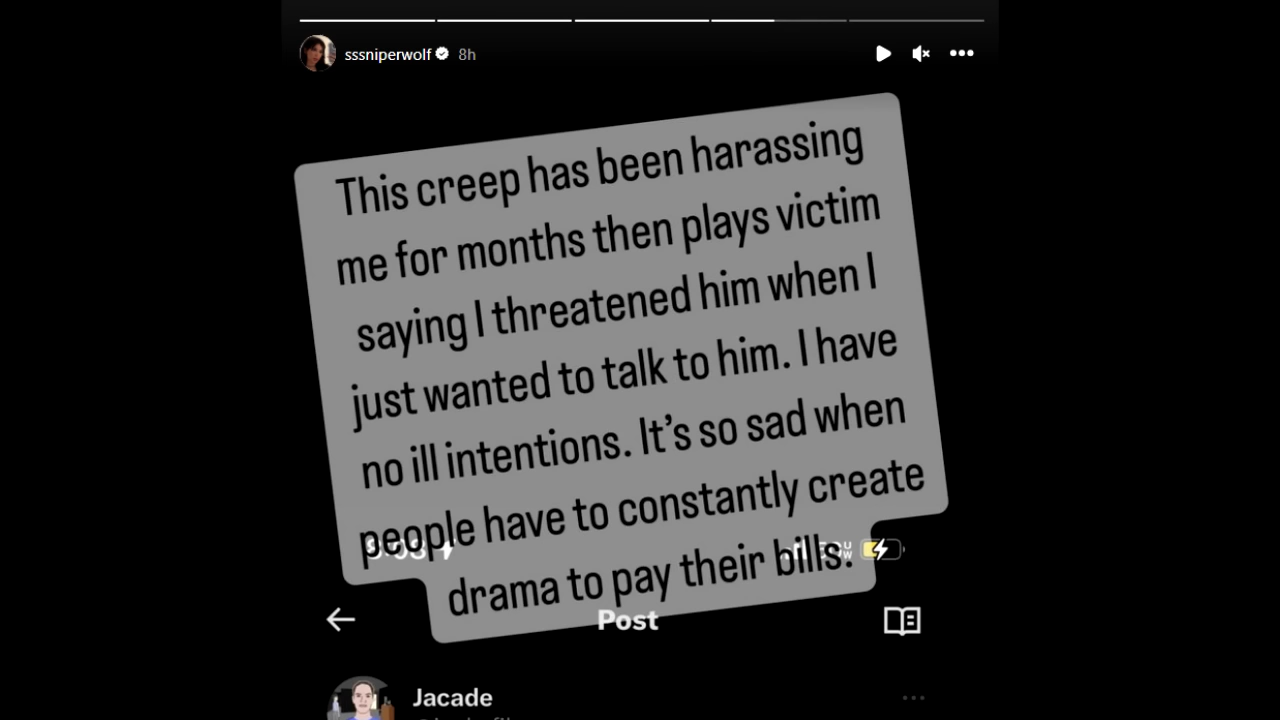 sssniperwolf 8h
This creep has been harassing
me for months then plays victim
saying I threatened him when I
just wanted to talk to him. I have
no ill intentions. It's so sad when
people have to constantly create
drama to pay their bills.
Post
Jacade